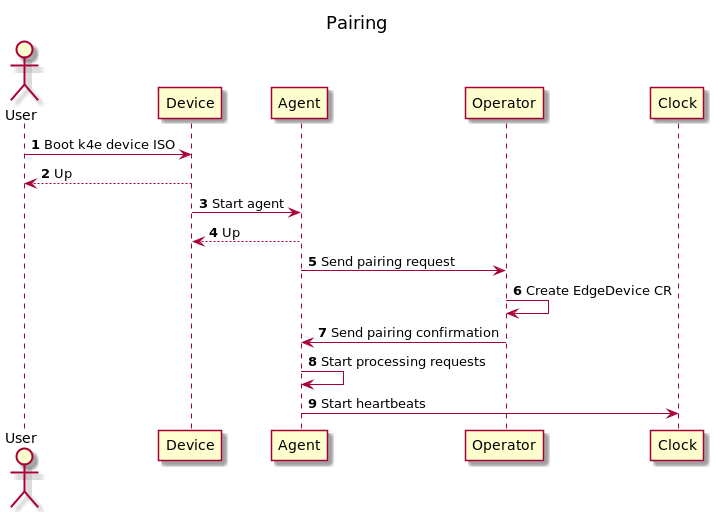 Pairing
User
Device
Agent
Operator
Clock
1 Boot k4e device ISO
2 Up
3 Start agent
4 Up
5 Send pairing request
6 Create EdgeDevice CR
7 Send pairing confirmation
8 Start processing requests
9 Start heartbeats
User
Device
Agent
Operator
Clock